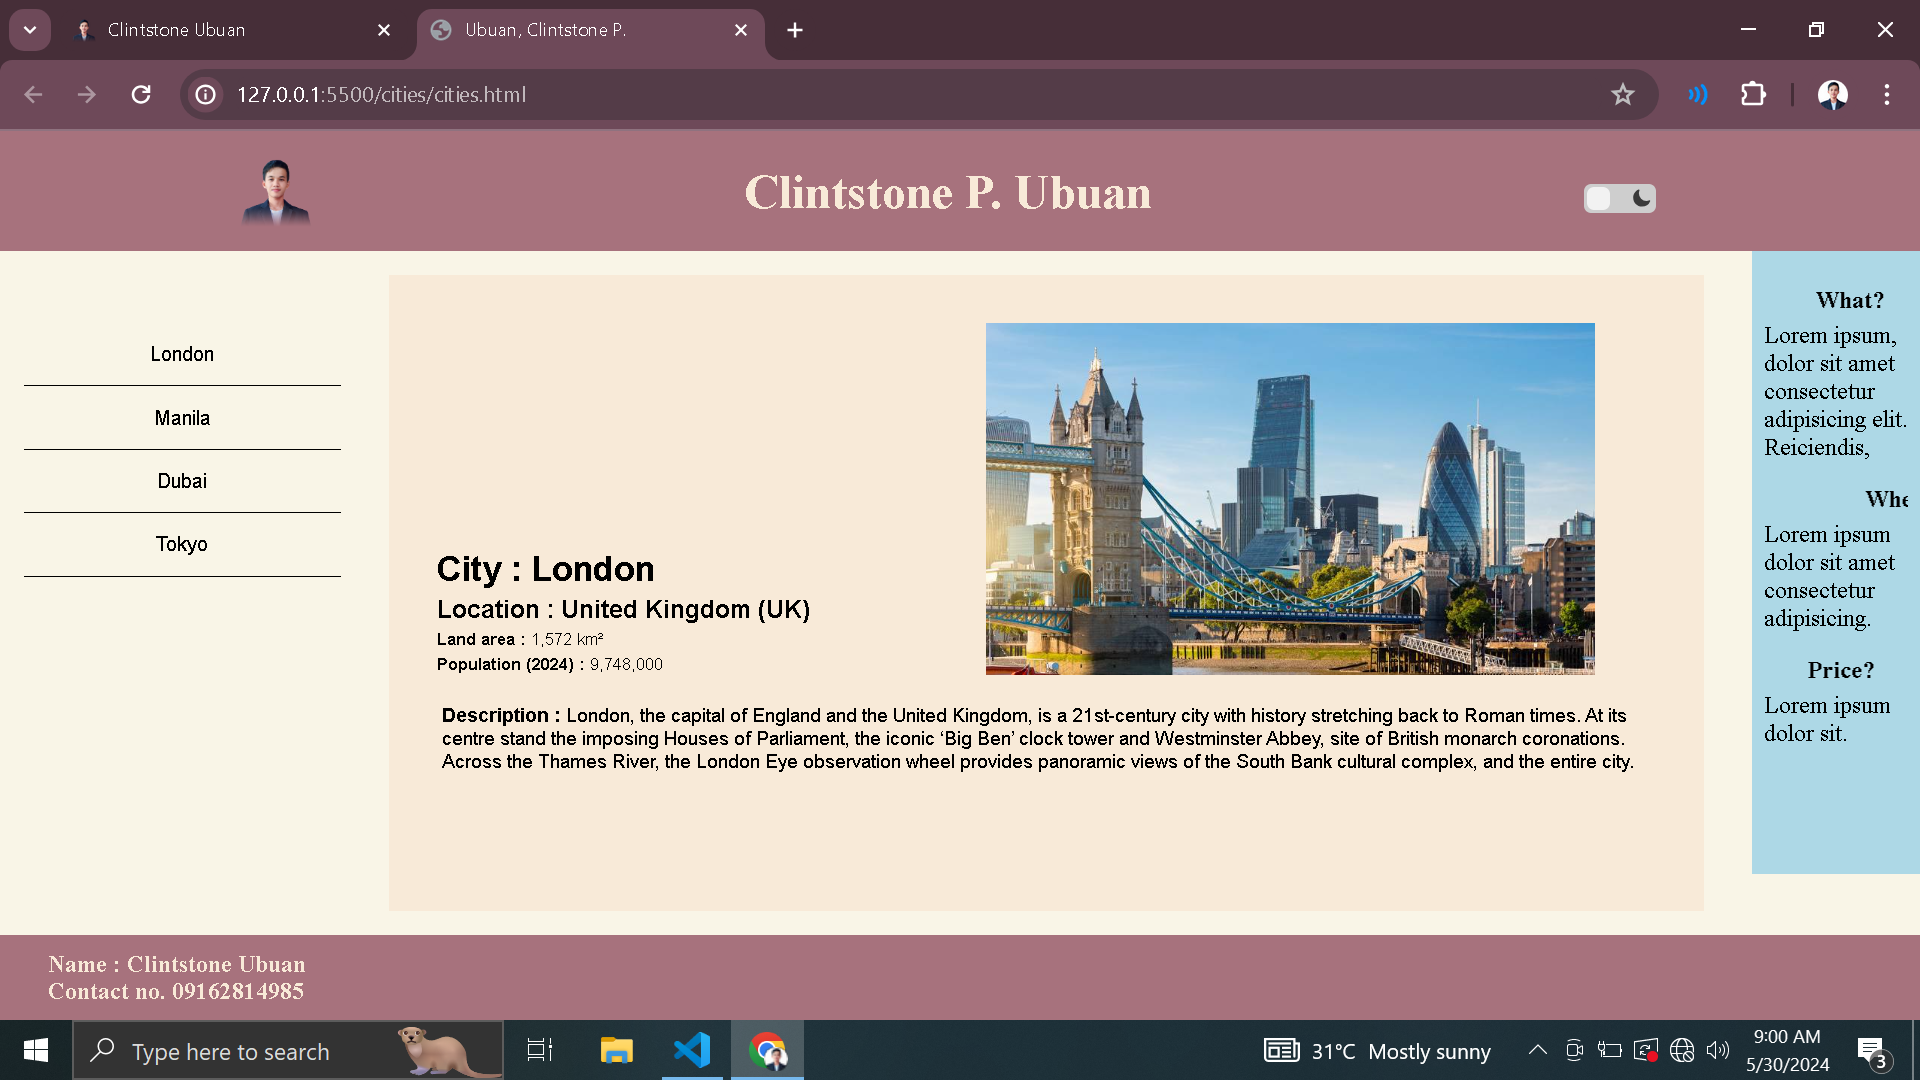 Clintstone Ubuan
Ubuan, Clintstone P.
127.0.0.1:5500/cities/cities.html
Clintstone P. Ubuan
London
Manila
Dubai
Tokyo
City : London
Location : United Kingdom (UK)
Land area : 1,572 km²
Population (2024) : 9,748,000
Description : London, the capital of England and the United Kingdom, is a 21st-century city with history stretching back to Roman times. At its
centre stand the imposing Houses of Parliament, the iconic ‘Big Ben’ clock tower and Westminster Abbey, site of British monarch coronations.
Across the Thames River, the London Eye observation wheel provides panoramic views of the South Bank cultural complex, and the entire city.
What?
Lorem ipsum,
dolor sit amet
consectetur
adipisicing elit.
Reiciendis,
Whe
Lorem ipsum
dolor sit amet
consectetur
adipisicing.
Price?
Lorem ipsum
dolor sit.
Name : Clintstone Ubuan
Contact no. 09162814985
Type here to search
31°C Mostly sunny
9:00 AM
5/30/2024
3